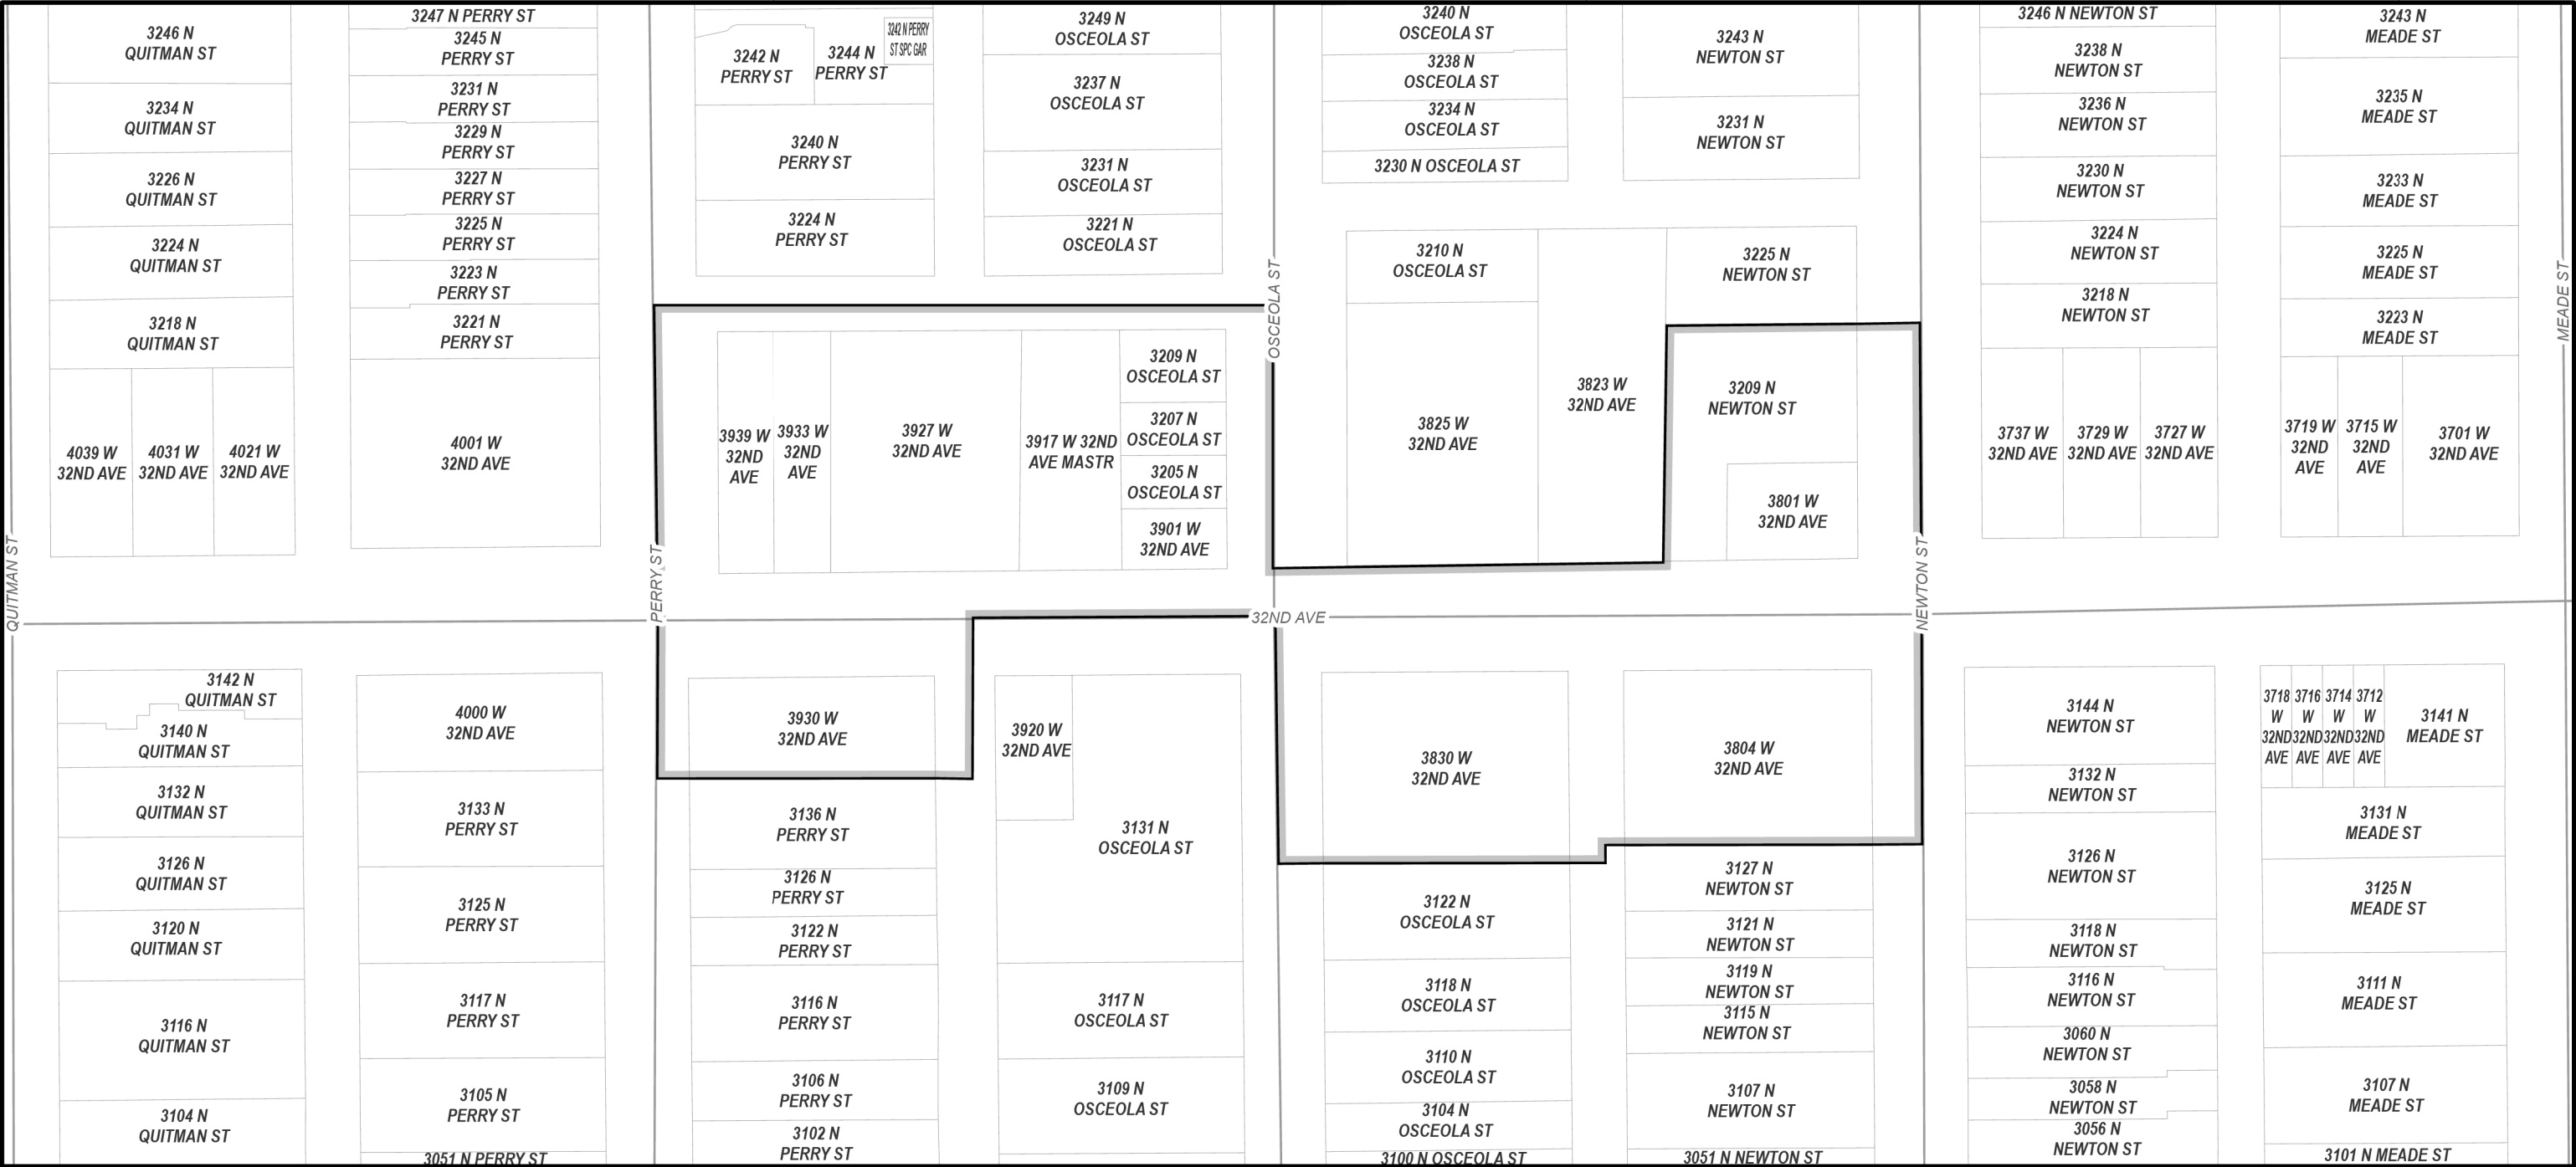 3246 N
QUITMAN ST
3234 N
QUITMAN ST
3226 N
QUITMAN ST
3224 N
QUITMAN ST
3218 N
QUITMAN ST
4039 W
32ND AVE
4031 W
32ND AVE
4021 W
32ND AVE
3247 N PERRY ST
3245 N
PERRY ST
3231 N
PERRY ST
3229 N
PERRY ST
3227 N
PERRY ST
3225 N
PERRY ST
3223 N
PERRY ST
3221 N
PERRY ST
4001 W
32ND AVE
3242 N
PERRY ST
3244 N
PERRY ST
3242 N PERRY
ST SPC GAR
3240 N
PERRY ST
3224 N
PERRY ST
3249 N
OSCEOLA ST
3237 N
OSCEOLA ST
3231 N
OSCEOLA ST
3221 N
OSCEOLA ST
3939 W
32ND
AVE
3933 W
32ND
AVE
3927 W
32ND AVE
3917 W 32ND
AVE MASTR
3209 N
OSCEOLA ST
3207 N
OSCEOLA ST
3205 N
OSCEOLA ST
3901 W
32ND AVE
3240 N
OSCEOLA ST
3238 N
OSCEOLA ST
3234 N
OSCEOLA ST
3230 N OSCEOLA ST
3243 N
NEWTON ST
3231 N
NEWTON ST
3210 N
OSCEOLA ST
3825 W
32ND AVE
3823 W
32ND AVE
3225 N
NEWTON ST
3209 N
NEWTON ST
3801 W
32ND AVE
3246 N NEWTON ST
3238 N
NEWTON ST
3236 N
NEWTON ST
3230 N
NEWTON ST
3224 N
NEWTON ST
3218 N
NEWTON ST
3737 W
32ND AVE
3729 W
32ND AVE
3727 W
32ND AVE
3243 N
MEADE ST
3235 N
MEADE ST
3233 N
MEADE ST
3225 N
MEADE ST
3223 N
MEADE ST
3719 W
32ND
AVE
3715 W
32ND
AVE
3701 W
32ND AVE
QUITMAN ST
PERRY ST
OSCEOLA ST
NEWTON ST
MEADE ST
32ND AVE
3142 N
QUITMAN ST
3140 N
QUITMAN ST
3132 N
QUITMAN ST
3126 N
QUITMAN ST
3120 N
QUITMAN ST
3116 N
QUITMAN ST
3104 N
QUITMAN ST
4000 W
32ND AVE
3133 N
PERRY ST
3125 N
PERRY ST
3117 N
PERRY ST
3105 N
PERRY ST
3051 N PERRY ST
3930 W
32ND AVE
3136 N
PERRY ST
3126 N
PERRY ST
3122 N
PERRY ST
3116 N
PERRY ST
3106 N
PERRY ST
3102 N
PERRY ST
3920 W
32ND AVE
3131 N
OSCEOLA ST
3117 N
OSCEOLA ST
3109 N
OSCEOLA ST
3830 W
32ND AVE
3122 N
OSCEOLA ST
3118 N
OSCEOLA ST
3110 N
OSCEOLA ST
3104 N
OSCEOLA ST
3100 N OSCEOLA ST
3804 W
32ND AVE
3127 N
NEWTON ST
3121 N
NEWTON ST
3119 N
NEWTON ST
3115 N
NEWTON ST
3107 N
NEWTON ST
3051 N NEWTON ST
3144 N
NEWTON ST
3132 N
NEWTON ST
3126 N
NEWTON ST
3118 N
NEWTON ST
3116 N
NEWTON ST
3060 N
NEWTON ST
3058 N
NEWTON ST
3056 N
NEWTON ST
3718
W
32ND
AVE
3716
W
32ND
AVE
3714
W
32ND
AVE
3712
W
32ND
AVE
3141 N
MEADE ST
3131 N
MEADE ST
3125 N
MEADE ST
3111 N
MEADE ST
3107 N
MEADE ST
3101 N MEADE ST